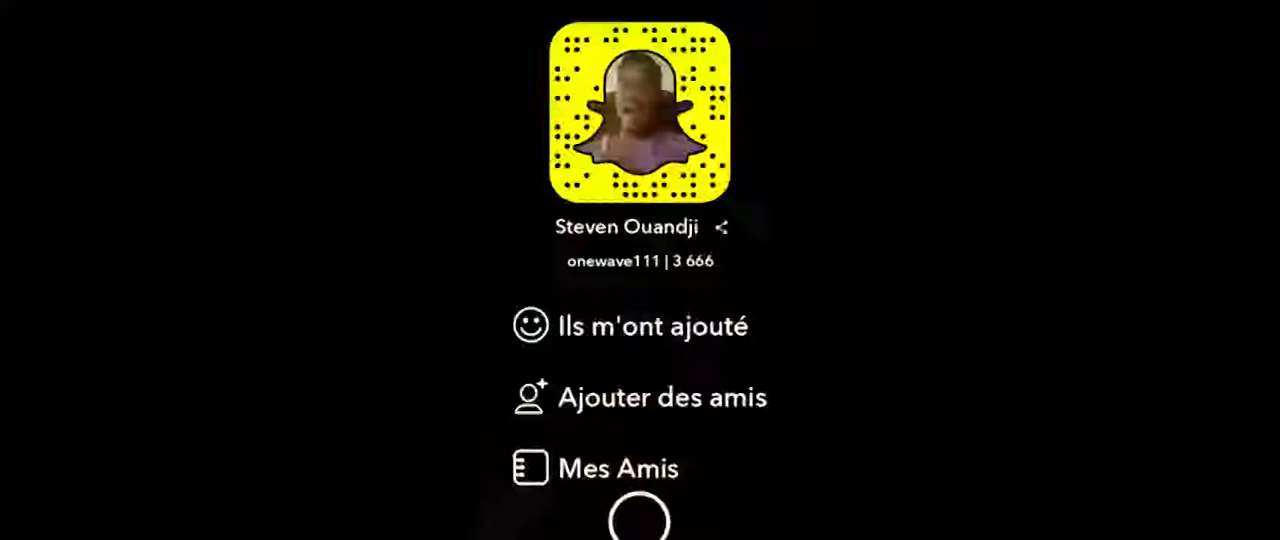 Steven Ouandji
onewave111 | 3 666
Ils m'ont ajouté
Ajouter des amis
Mes Amis